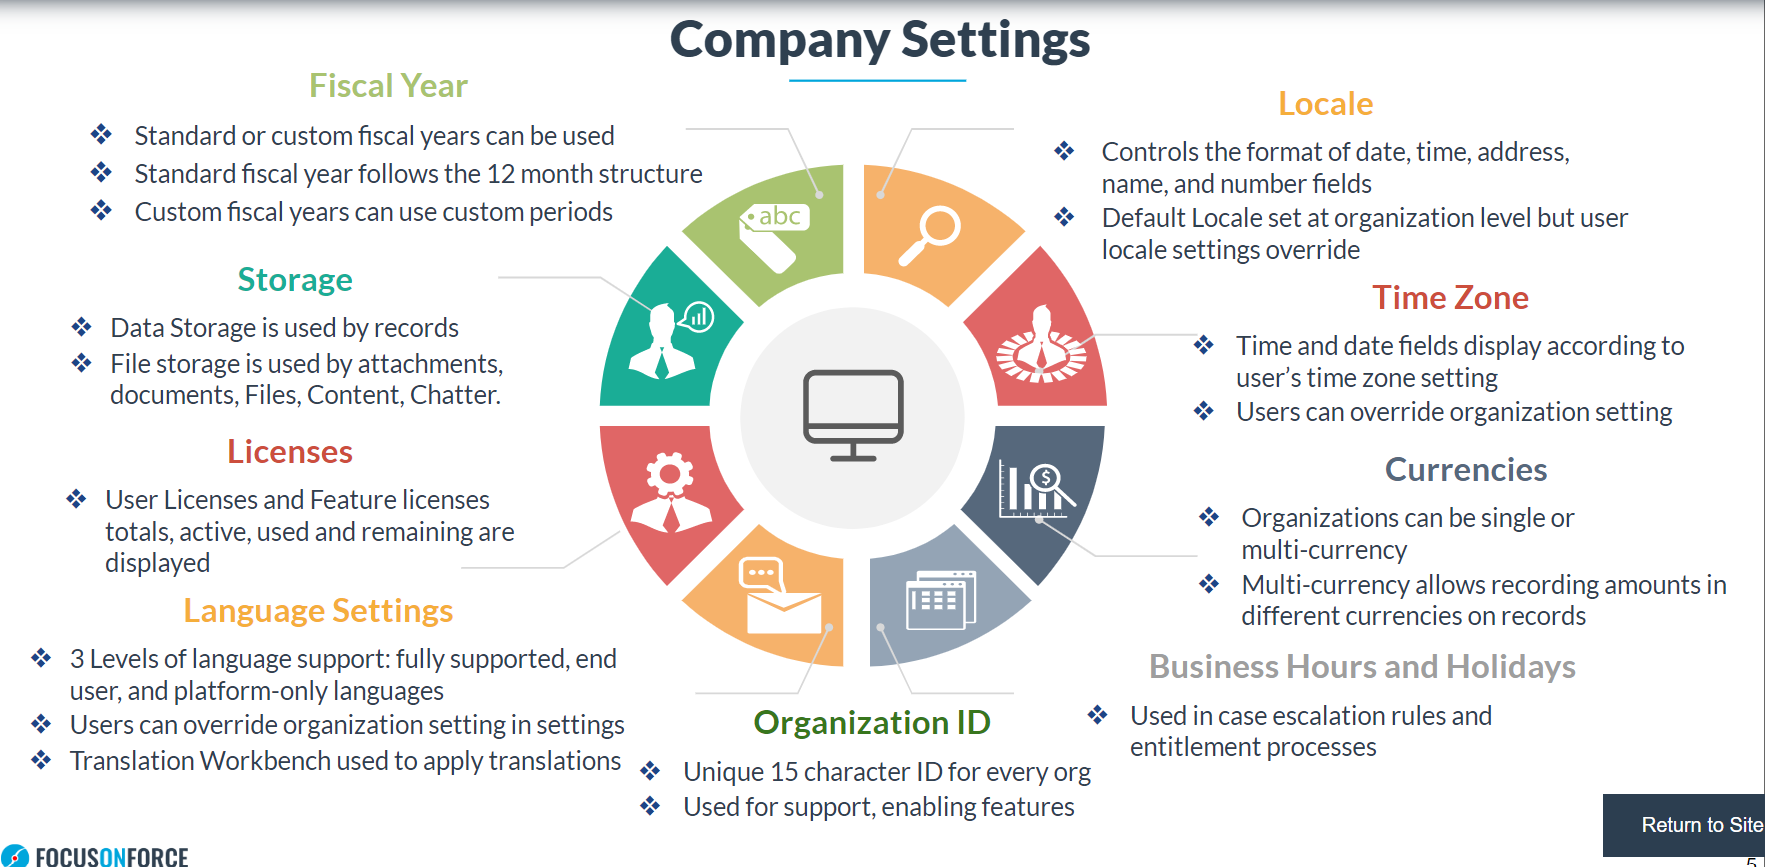 Company Settings
Fiscal Year
❖ Standard or custom fiscal years can be used
❖ Standard fiscal year follows the 12 month structure
❖ Custom fiscal years can use custom periods
Storage
❖ Data Storage is used by records
❖ File storage is used by attachments,
documents, Files, Content, Chatter.
Licenses
❖ User Licenses and Feature licenses
totals, active, used and remaining are
displayed
Language Settings
❖ 3 Levels of language support: fully supported, end
user, and platform-only languages
❖ Users can override organization setting in settings
❖ Translation Workbench used to apply translations
abc
$
Organization ID
❖ Unique 15 character ID for every org
❖ Used for support, enabling features
Locale
❖ Controls the format of date, time, address,
name, and number fields
❖ Default Locale set at organization level but user
locale settings override
Time Zone
❖ Time and date fields display according to
user's time zone setting
❖ Users can override organization setting
Currencies
❖ Organizations can be single or
multi-currency
❖ Multi-currency allows recording amounts in
different currencies on records
Business Hours and Holidays
❖ Used in case escalation rules and
entitlement processes
Return to Site
FOCUSONFORCE
5